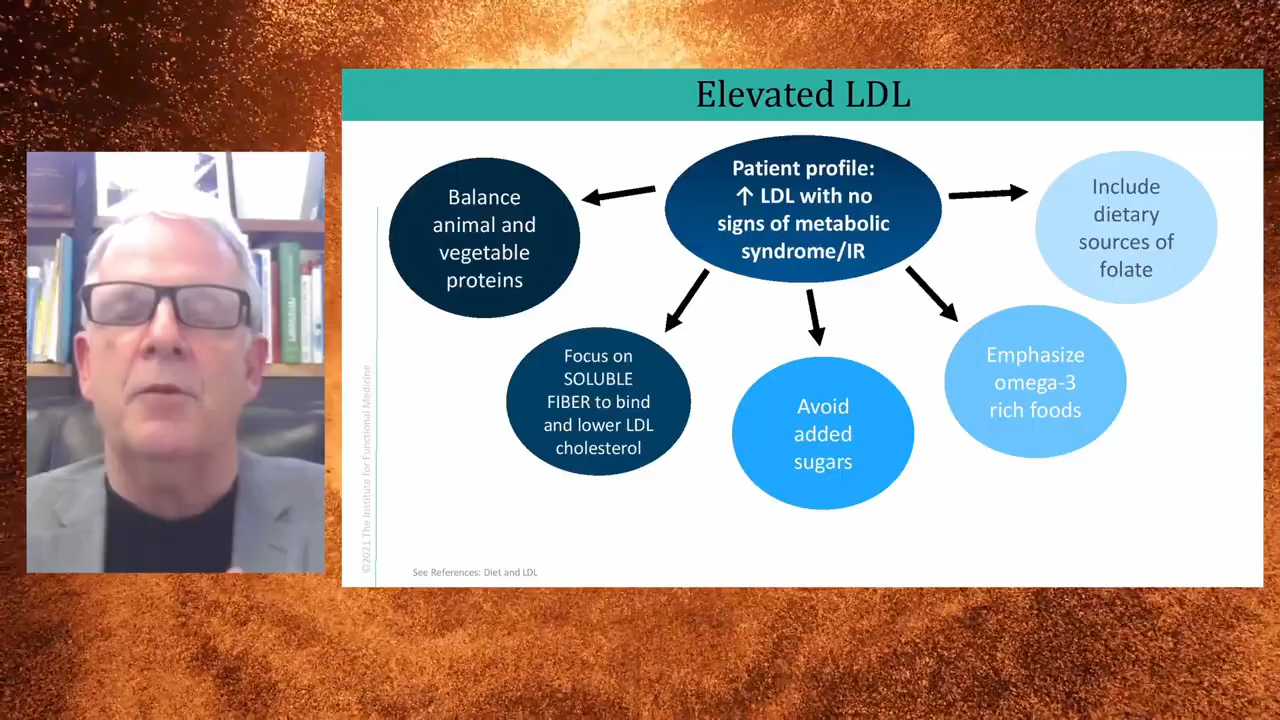 Elevated LDL
Patient profile:
↑ LDL with no
signs of metabolic
syndrome/IR
Balance
animal and
vegetable
proteins
Focus on
SOLUBLE
FIBER to bind
and lower LDL
cholesterol
Avoid
added
sugars
Emphasize
omega-3
rich foods
Include
dietary
sources of
folate
©2021 The Institute for Functional Medicine
See References: Diet and LDL